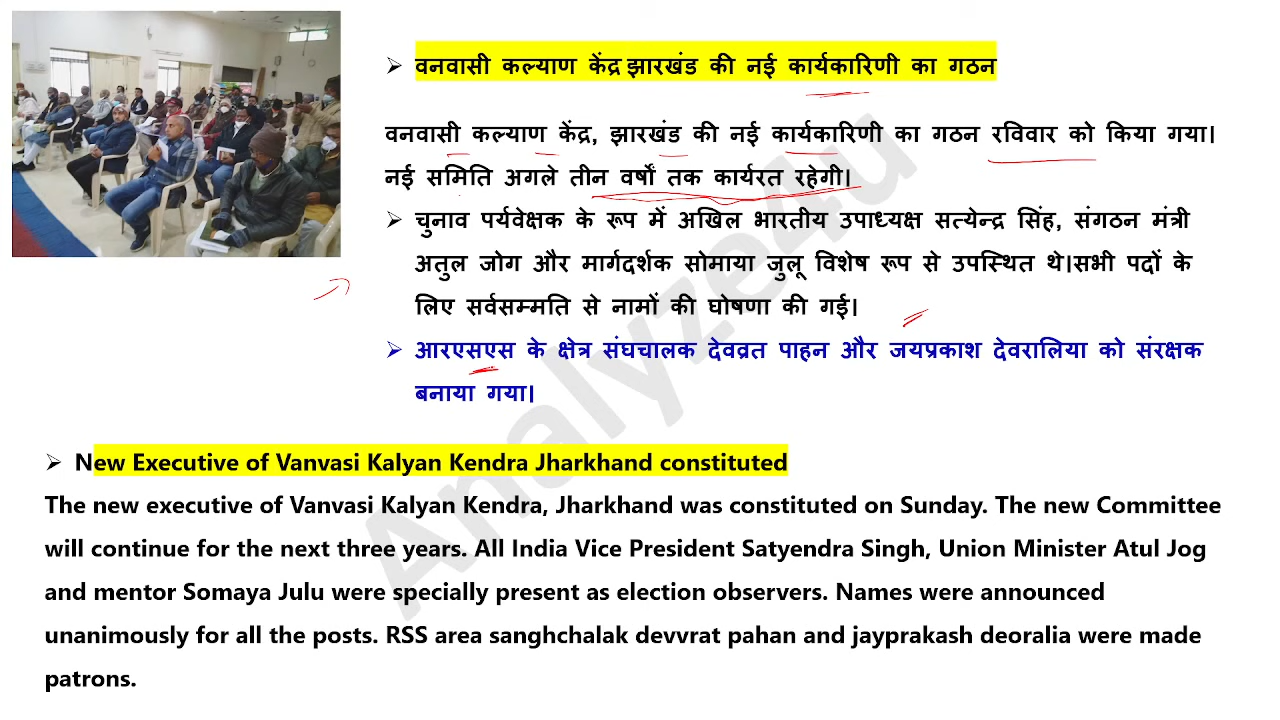 वनवासी कल्याण केंद्र झारखंड की नई कार्यकारिणी का गठन
वनवासी कल्याण केंद्र, झारखंड की नई कार्यकारिणी का गठन रविवार को किया गया।
नई समिति अगले तीन वर्षों तक कार्यरत रहेगी।
चुनाव पर्यवेक्षक के रूप में अखिल भारतीय उपाध्यक्ष सत्येन्द्र सिंह, संगठन मंत्री
अतुल जोग और मार्गदर्शक सोमाया जुलू विशेष रूप से उपस्थित थे।सभी पदों के
लिए सर्वसम्मति से नामों की घोषणा की गई।
आरएसएस के क्षेत्र संघचालक देवव्रत पाहन और जयप्रकाश देवरालिया को संरक्षक
बनाया गया।
New Executive of Vanvasi Kalyan Kendra Jharkhand constituted
The new executive of Vanvasi Kalyan Kendra, Jharkhand was constituted on Sunday. The new Committee
will continue for the next three years. All India Vice President Satyendra Singh, Union Minister Atul Jog
and mentor Somaya Julu were specially present as election observers. Names were announced
unanimously for all the posts. RSS area sanghchalak devvrat pahan and jayprakash deoralia were made
patrons.
Analyze4u